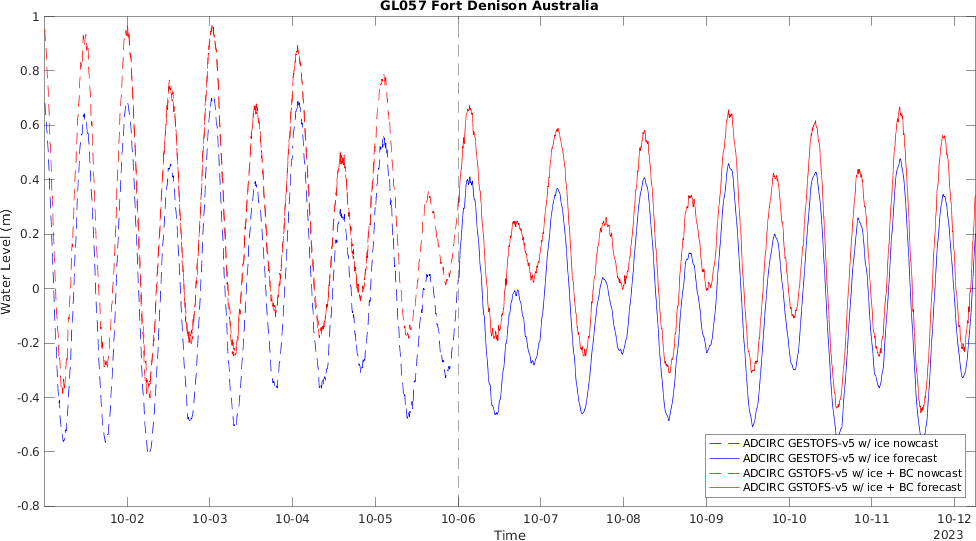 GL057 Fort Denison Australia
1
0.8
0.6
0.4
0.2
0
-0.2
-0.4
-0.6
-0.8
Water Level (m)
ADCIRC GESTOFS-v5 w/ ice nowcast
ADCIRC GESTOFS-v5 w/ ice forecast
ADCIRC GSTOFS-v5 w/ ice + BC nowcast
ADCIRC GSTOFS-v5 w/ ice + BC forecast
10-02 10-03 10-04 10-05 10-06 10-07 10-08 10-09 10-10 10-11 10-12
Time
2023